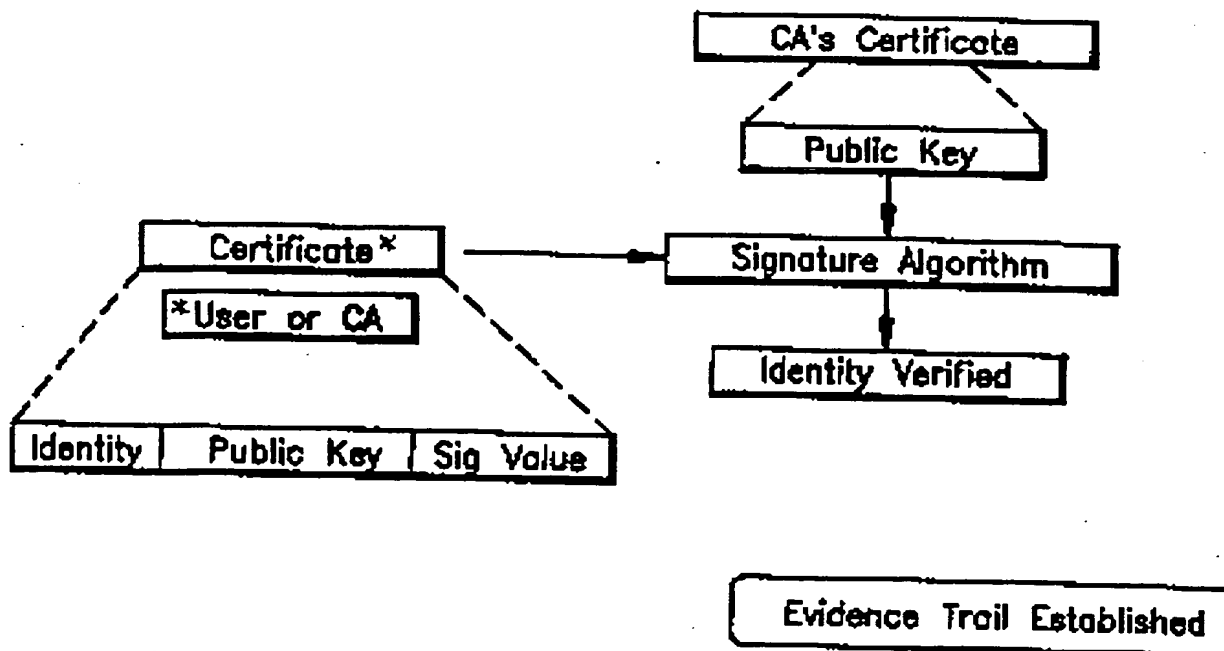 CA's Certificate
Public Key
Certificate*
Signature Algorithm
*User or CA
Identity Verified
Identity Public Key Sig Value
Evidence Trail Established